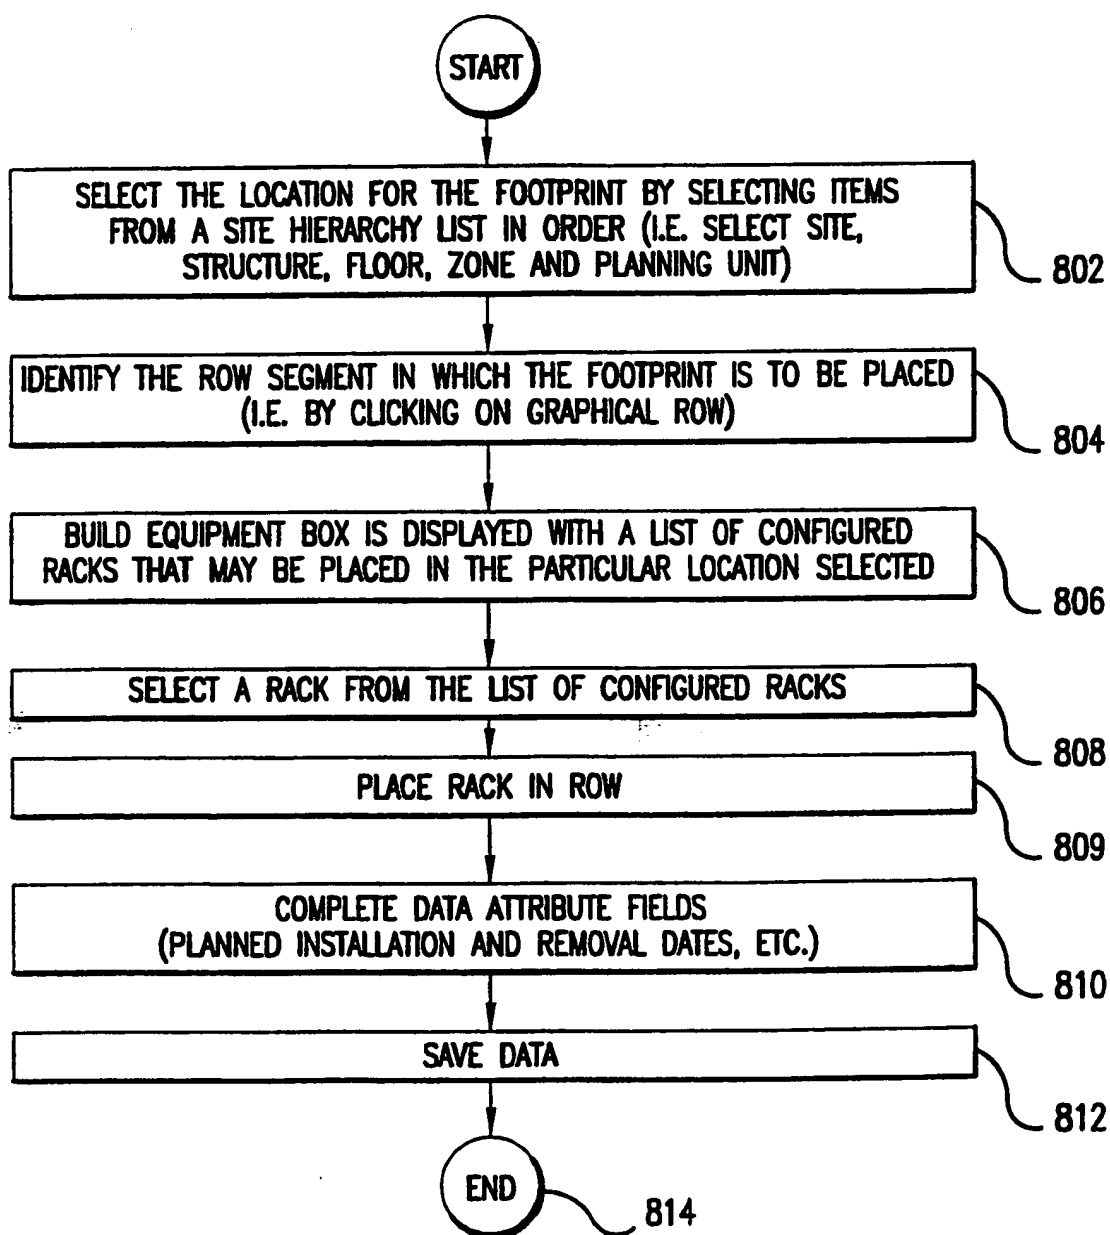 START
SELECT THE LOCATION FOR THE FOOTPRINT BY SELECTING ITEMS
FROM A SITE HIERARCHY LIST IN ORDER (I.E. SELECT SITE,
STRUCTURE, FLOOR, ZONE AND PLANNING UNIT)
802
IDENTIFY THE ROW SEGMENT IN WHICH THE FOOTPRINT IS TO BE PLACED
(I.E. BY CLICKING ON GRAPHICAL ROW)
804
BUILD EQUIPMENT BOX IS DISPLAYED WITH A LIST OF CONFIGURED
RACKS THAT MAY BE PLACED IN THE PARTICULAR LOCATION SELECTED
806
SELECT A RACK FROM THE LIST OF CONFIGURED RACKS
808
PLACE RACK IN ROW
809
COMPLETE DATA ATTRIBUTE FIELDS
(PLANNED INSTALLATION AND REMOVAL DATES, ETC.)
810
SAVE DATA
812
END
814